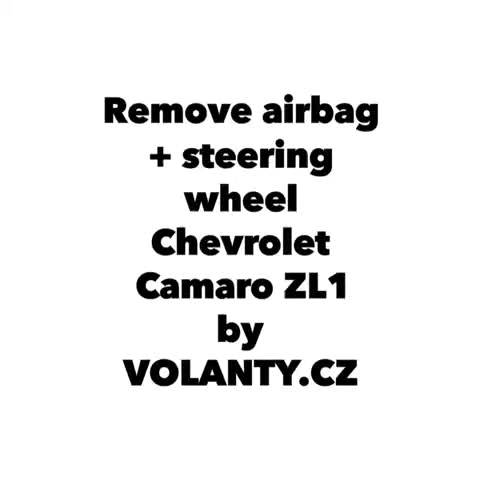 Remove airbag
+ steering
wheel
Chevrolet
Camaro ZL1
by
VOLANTY.CZ